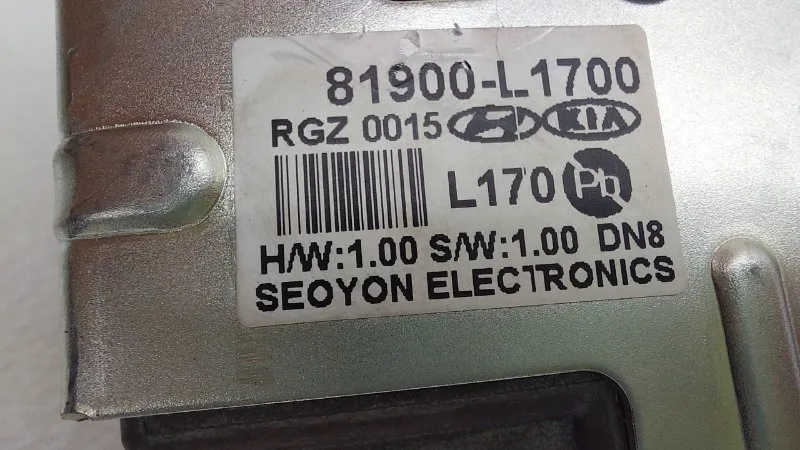 81900-L1700
RGZ 0015 KIA
L170 Pb
H/W:1.00 S/W:1.00 DN8
SEOYON ELECTRONICS